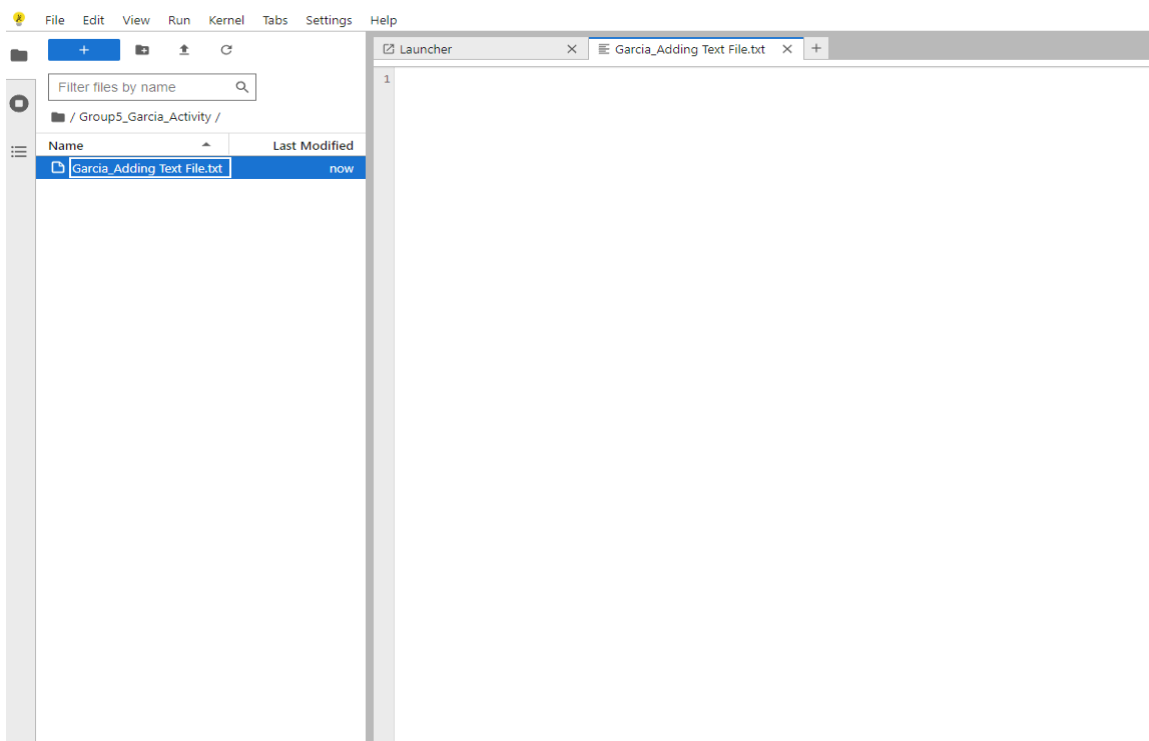 File Edit View Run Kernel Tabs Settings Help
+
Filter files by name
/ Group5_Garcia_Activity /
Name Last Modified
Garcia_Adding Text File.txt now
Launcher Garcia_Adding Text File.txt +
1